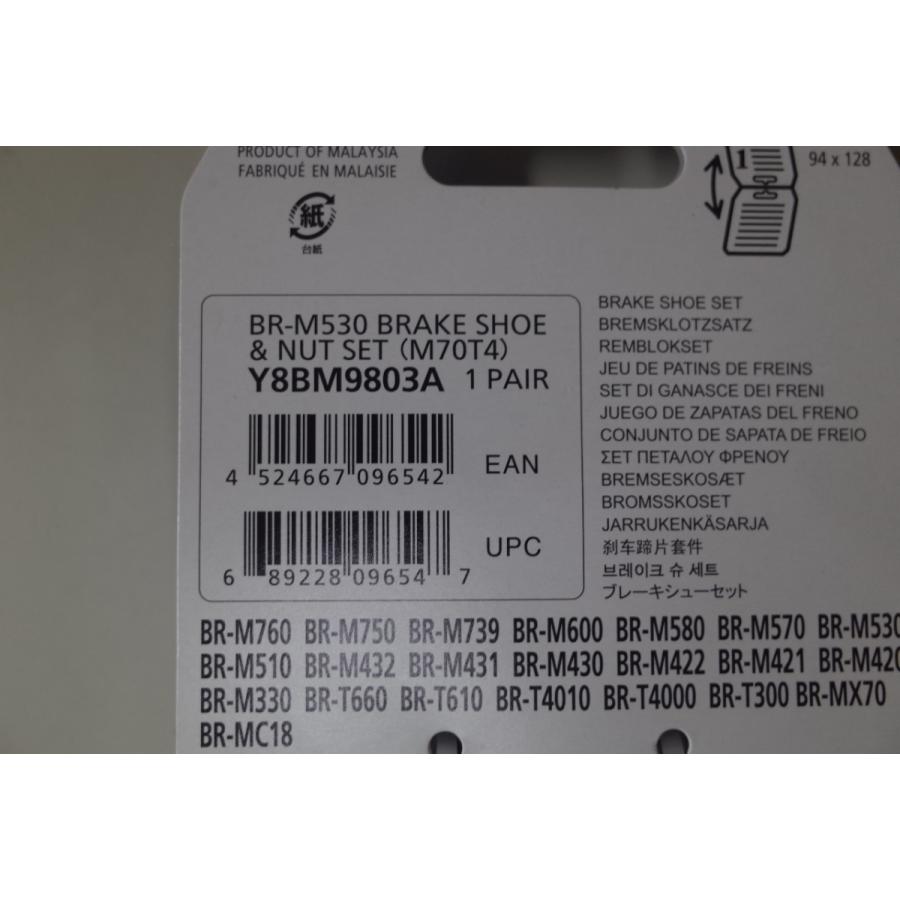 PRODUCT OF MALAYSIA
FABRIQUÉ EN MALAISIE
紙
台紙
1
94 x 128
BR-M530 BRAKE SHOE
& NUT SET (M70T4)
Y8BM9803A 1 PAIR
4 524667 096542
EAN
6 89228 09654 7
UPC
BRAKE SHOE SET
BREMSKLOTZSATZ
REMBLOKSET
JEU DE PATINS DE FREINS
SET DI GANASCE DEI FRENI
JUEGO DE ZAPATAS DEL FRENO
CONJUNTO DE SAPATA DE FREIO
ΣΕΤ ΠΕΤΑΛΟΥ ΦΡΕΝΟΥ
BREMSESKOSÆT
BROMSSKOSET
JARRUKENKÄSARJA
刹车蹄片套件
브레이크 슈 세트
ブレーキシューセット
BR-M760 BR-M750 BR-M739 BR-M600 BR-M580 BR-M570 BR-M530
BR-M510 BR-M432 BR-M431 BR-M430 BR-M422 BR-M421 BR-M420
BR-M330 BR-T660 BR-T610 BR-T4010 BR-T4000 BR-T300 BR-MX70
BR-MC18